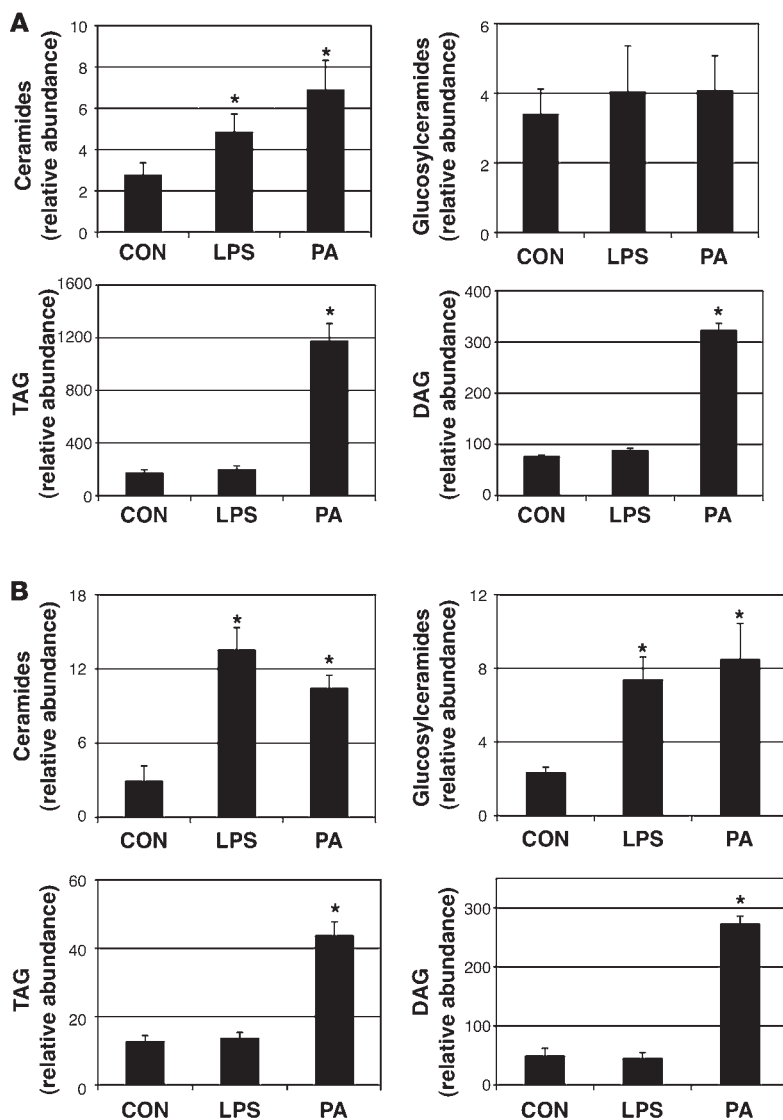 A
Ceramides
(relative abundance)
10
8
6
4
2
0
*
*
CON LPS PA
Glucosylceramides
(relative abundance)
6
4
2
0
CON LPS PA
TAG
(relative abundance)
1600
1200
800
400
0
*
CON LPS PA
DAG
(relative abundance)
400
300
200
100
0
*
CON LPS PA
B
Ceramides
(relative abundance)
18
12
6
0
*
*
CON LPS PA
Glucosylceramides
(relative abundance)
12
8
4
0
*
*
CON LPS PA
TAG
(relative abundance)
60
40
20
0
*
CON LPS PA
DAG
(relative abundance)
300
200
100
0
*
CON LPS PA